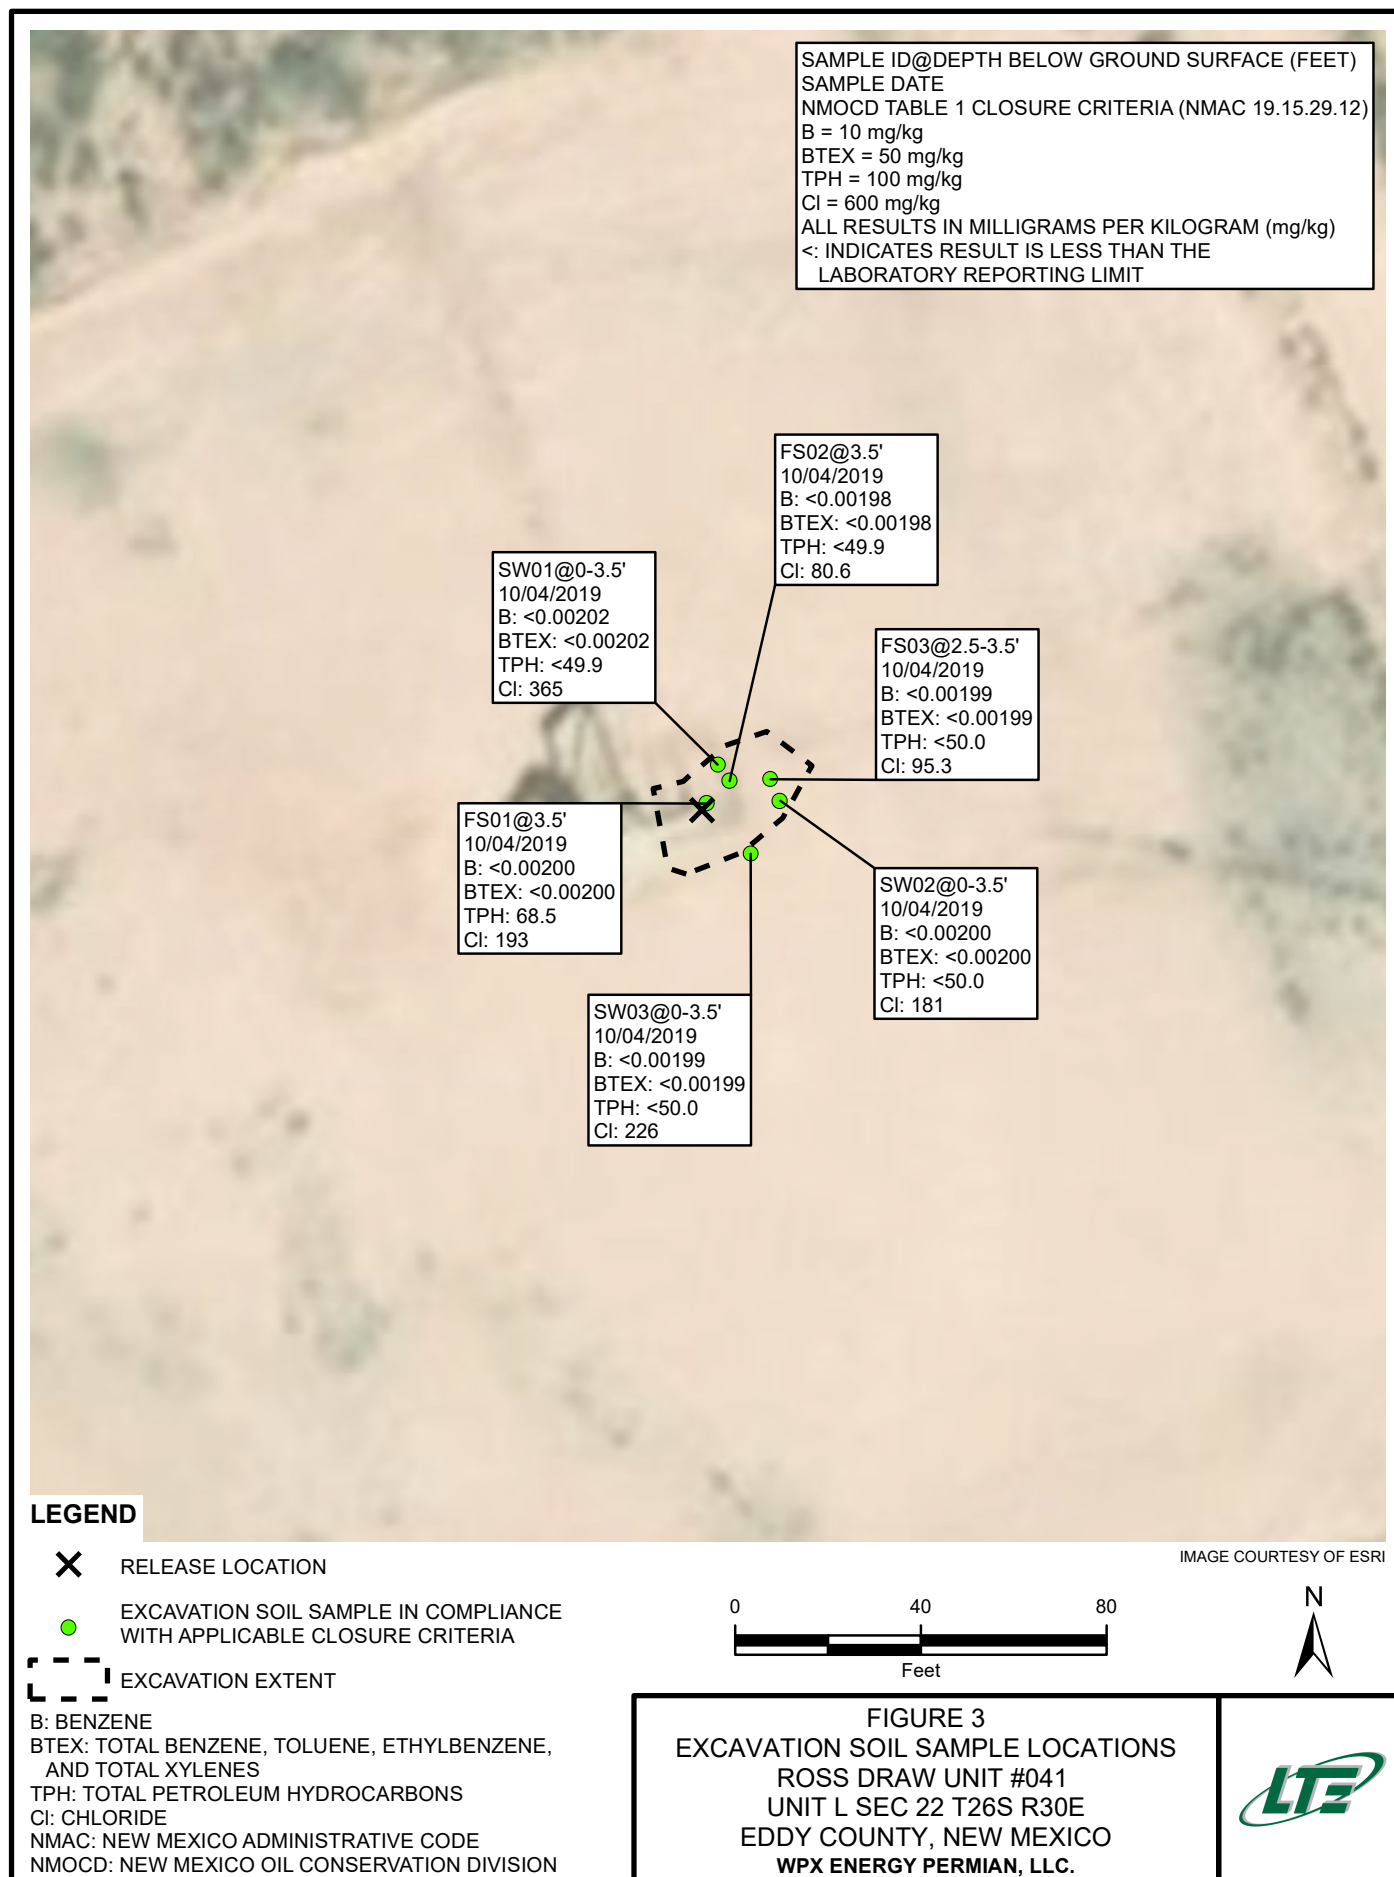 SAMPLE ID@DEPTH BELOW GROUND SURFACE (FEET)
SAMPLE DATE
NMOCD TABLE 1 CLOSURE CRITERIA (NMAC 19.15.29.12)
B = 10 mg/kg
BTEX = 50 mg/kg
TPH = 100 mg/kg
Cl = 600 mg/kg
ALL RESULTS IN MILLIGRAMS PER KILOGRAM (mg/kg)
<: INDICATES RESULT IS LESS THAN THE
LABORATORY REPORTING LIMIT
FS02@3.5'
10/04/2019
B: <0.00198
BTEX: <0.00198
TPH: <49.9
Cl: 80.6
SW01@0-3.5'
10/04/2019
B: <0.00202
BTEX: <0.00202
TPH: <49.9
Cl: 365
FS03@2.5-3.5'
10/04/2019
B: <0.00199
BTEX: <0.00199
TPH: <50.0
Cl: 95.3
FS01@3.5'
10/04/2019
B: <0.00200
BTEX: <0.00200
TPH: 68.5
Cl: 193
SW02@0-3.5'
10/04/2019
B: <0.00200
BTEX: <0.00200
TPH: <50.0
Cl: 181
SW03@0-3.5'
10/04/2019
B: <0.00199
BTEX: <0.00199
TPH: <50.0
Cl: 226
LEGEND
RELEASE LOCATION
EXCAVATION SOIL SAMPLE IN COMPLIANCE
WITH APPLICABLE CLOSURE CRITERIA
EXCAVATION EXTENT
B: BENZENE
BTEX: TOTAL BENZENE, TOLUENE, ETHYLBENZENE,
AND TOTAL XYLENES
TPH: TOTAL PETROLEUM HYDROCARBONS
Cl: CHLORIDE
NMAC: NEW MEXICO ADMINISTRATIVE CODE
NMOCD: NEW MEXICO OIL CONSERVATION DIVISION
IMAGE COURTESY OF ESRI
0 40 80
Feet
N
FIGURE 3
EXCAVATION SOIL SAMPLE LOCATIONS
ROSS DRAW UNIT #041
UNIT L SEC 22 T26S R30E
EDDY COUNTY, NEW MEXICO
WPX ENERGY PERMIAN, LLC.
LTE